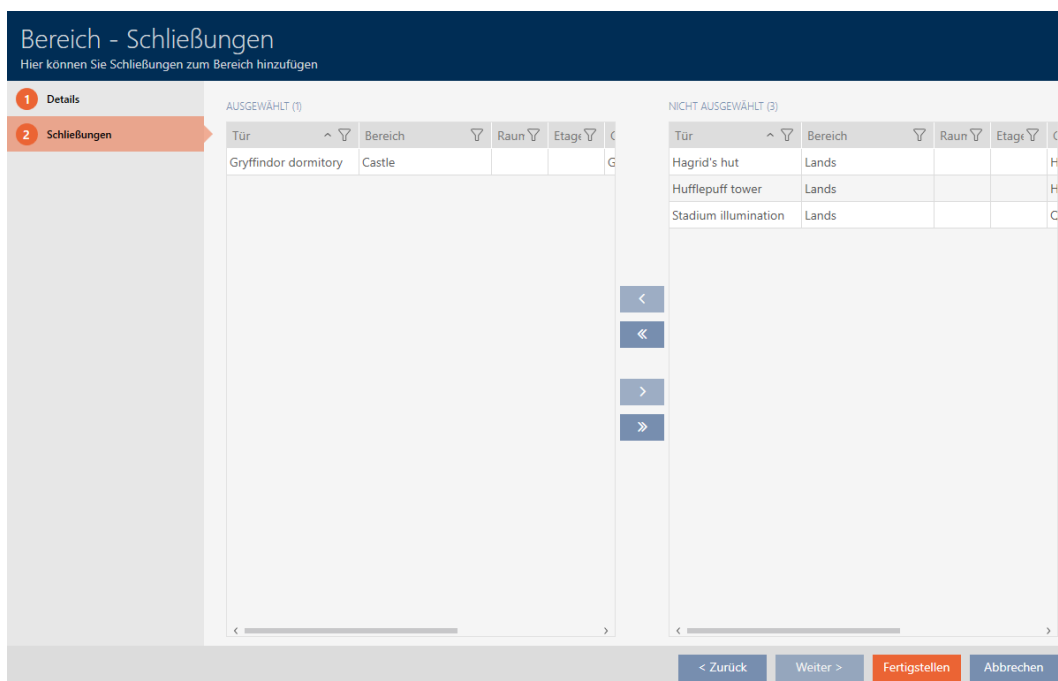 Bereich - Schließungen
Hier können Sie Schließungen zum Bereich hinzufügen
1 Details
2 Schließungen
AUSGEWÄHLT (1)
Tür Bereich Raun Etage
Gryffindor dormitory Castle G
NICHT AUSGEWÄHLT (3)
Tür Bereich Raun Etage
Hagrid's hut Lands H
Hufflepuff tower Lands H
Stadium illumination Lands
< Zurück Weiter > Fertigstellen Abbrechen